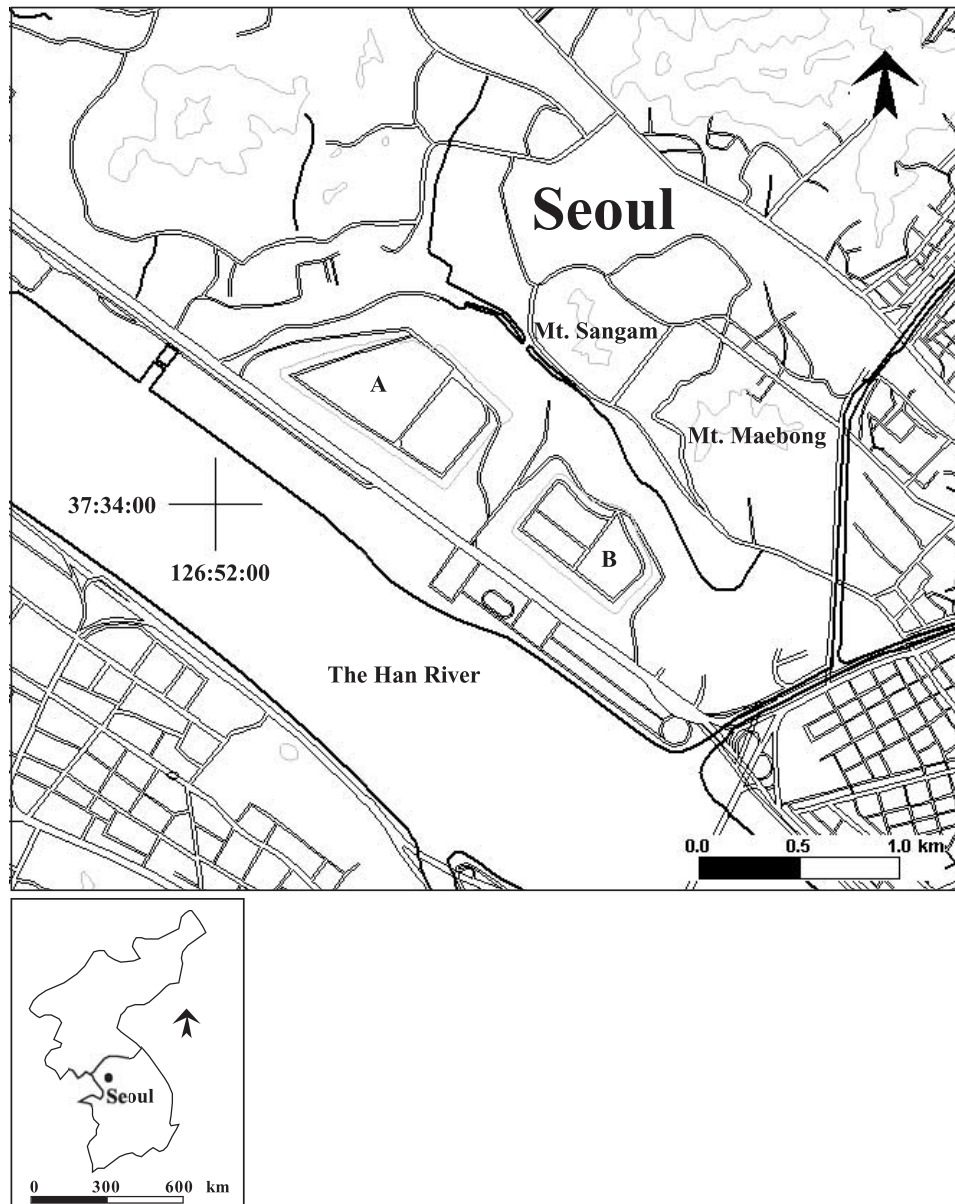 Seoul
Mt. Sangam
A
Mt. Maebong
37:34:00
126:52:00
B
The Han River
0.0 0.5 1.0 km
Seoul
0 300 600 km